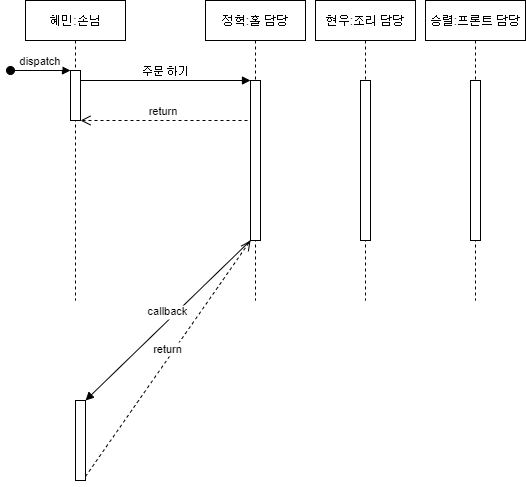 혜민:손님
정혁:홀 담당
현우:조리 담당
승렬:프론트 담당
dispatch
주문 하기
return
callback
return